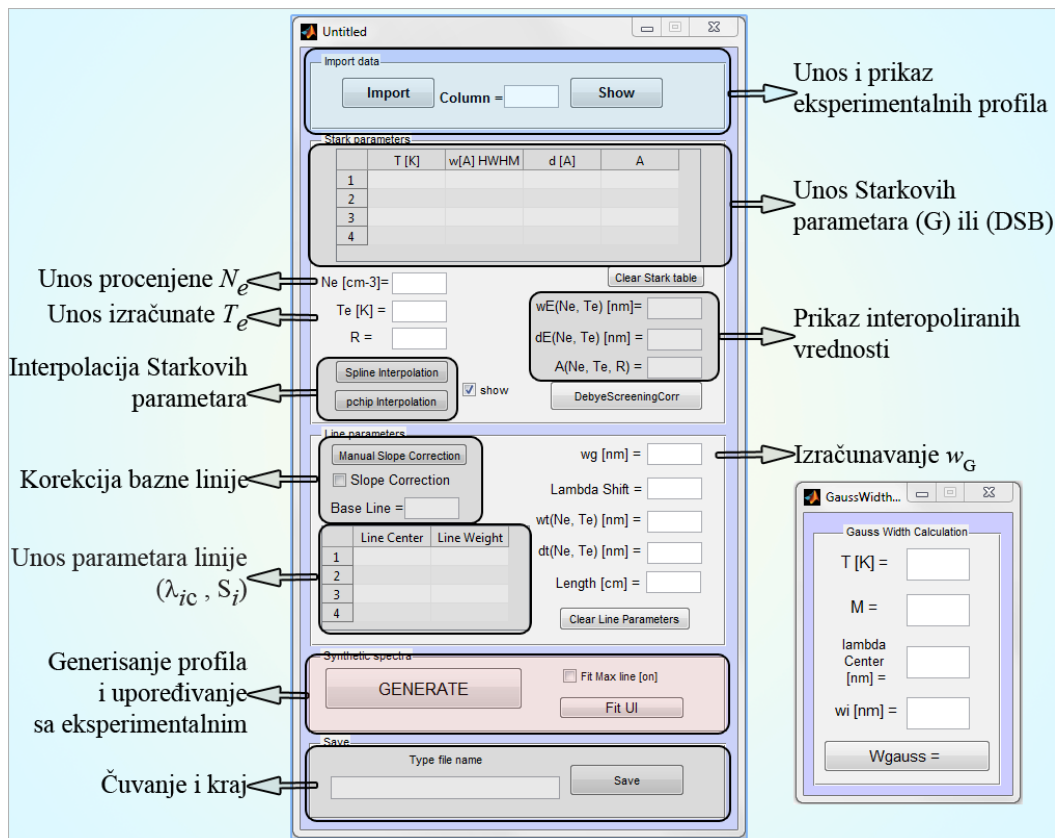 Untitled
Import data
Import
Column =
Show
Unos i prikaz
eksperimentalnih profila
Stark parameters
T [K] w[A] HWHM d [A] A
1
2
3
4
Unos Starkovih
parametara (G) ili (DSB)
Clear Stark table
Unos procenjene Ne
Ne [cm-3]=
Unos izračunate Te
Te [K] =
R =
wE(Ne, Te) [nm]=
dE(Ne, Te) [nm] =
A(Ne, Te, R) =
Prikaz interopoliranih
vrednosti
Interpolacija Starkovih
parametara
Spline Interpolation
pchip Interpolation
show
DebyeScreeningCorr
Line parameters
Manual Slope Correction
Slope Correction
Base Line =
Korekcija bazne linije
wg [nm] =
Lambda Shift =
wt(Ne, Te) [nm] =
dt(Ne, Te) [nm] =
Length [cm] =
Clear Line Parameters
Izračunavanje wG
Unos parametara linije
(λic , Si)
Line Center Line Weight
1
2
3
4
GaussWidth...
Gauss Width Calculation
T [K] =
M =
lambda
Center
[nm] =
wi [nm] =
Wgauss =
Generisanje profila
i upoređivanje
sa eksperimentalnim
Synthetic spectra
GENERATE
Fit Max line [on]
Fit UI
Čuvanje i kraj
Save
Type file name
Save